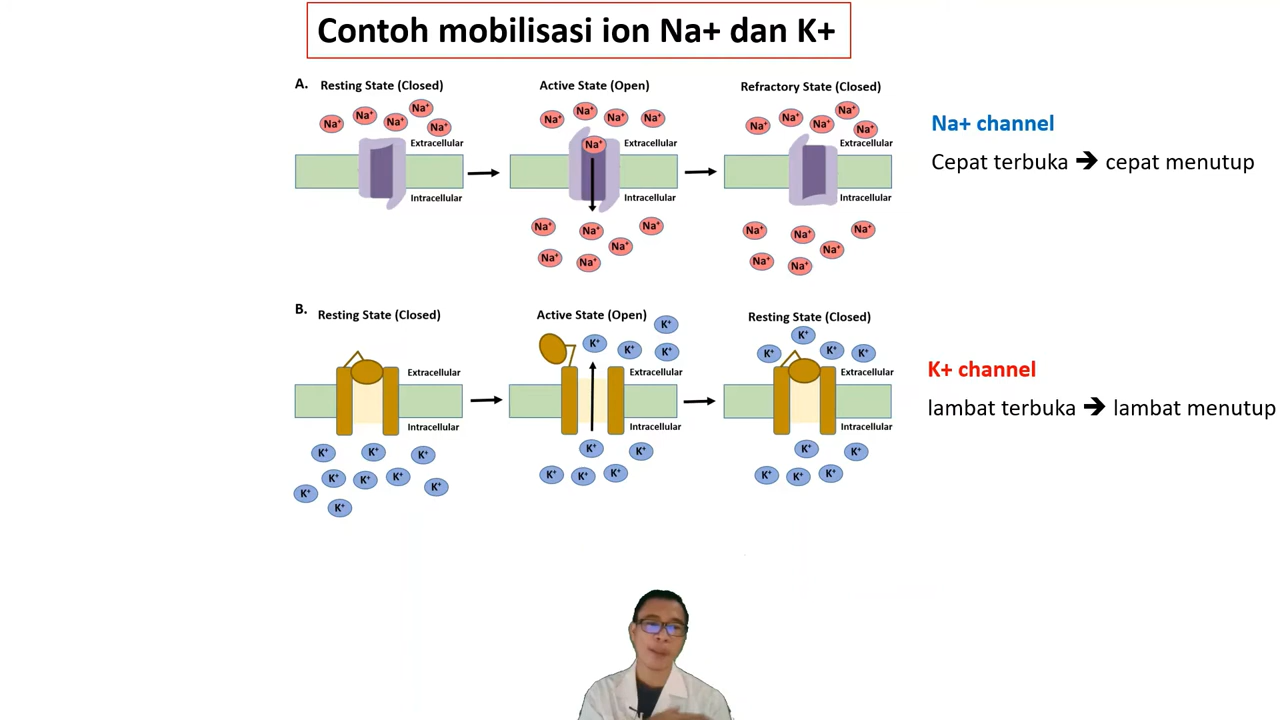 Contoh mobilisasi ion Na+ dan K+
A. Resting State (Closed) Active State (Open) Refractory State (Closed)
Na⁺ Na⁺ Na⁺ Na⁺ Na⁺ Na⁺ Na⁺ Na⁺ Na⁺ Na⁺ Na⁺ Na⁺ Na⁺ Na⁺
Na+ channel
Extracellular Na⁺ Extracellular Extracellular
Cepat terbuka ➔ cepat menutup
Intracellular Intracellular Intracellular
Na⁺ Na⁺ Na⁺ Na⁺ Na⁺ Na⁺ Na⁺ Na⁺
Na⁺ Na⁺ Na⁺ Na⁺
B. Resting State (Closed) Active State (Open) Resting State (Closed)
K⁺ K⁺ K⁺ K⁺ K⁺ K⁺ K⁺ K⁺
Extracellular Extracellular Extracellular
K+ channel
lambat terbuka ➔ lambat menutup
Intracellular Intracellular Intracellular
K⁺ K⁺ K⁺ K⁺ K⁺ K⁺ K⁺
K⁺ K⁺ K⁺ K⁺ K⁺ K⁺ K⁺ K⁺ K⁺ K⁺ K⁺
K⁺